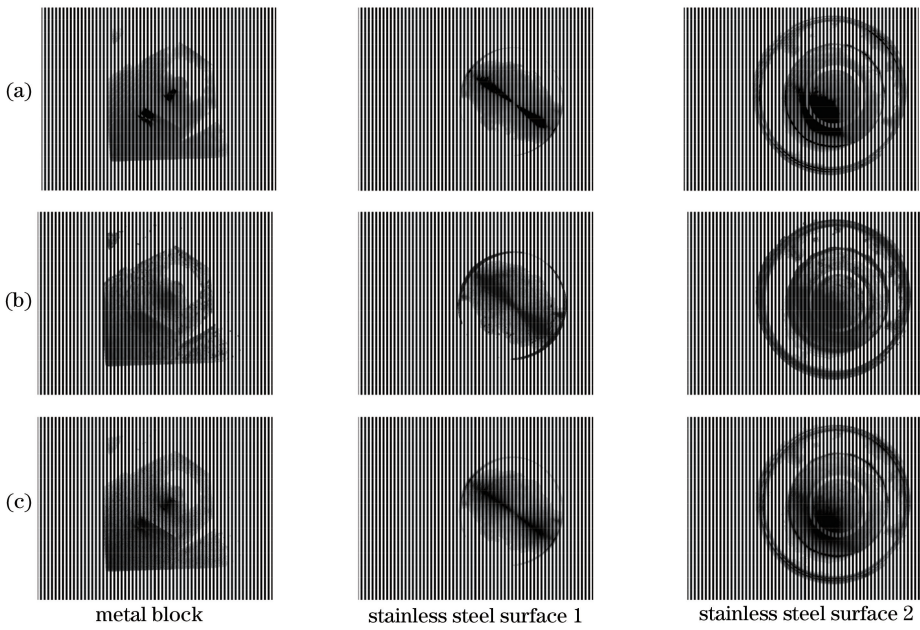 (a)
(b)
(c)
metal block
stainless steel surface 1
stainless steel surface 2